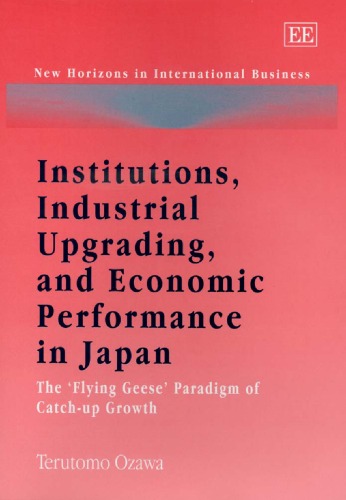 EE
New Horizons in International Business
Institutions,
Industrial
Upgrading,
and Economic
Performance
in Japan
The ‘Flying Geese’ Paradigm of
Catch-up Growth
Terutomo Ozawa